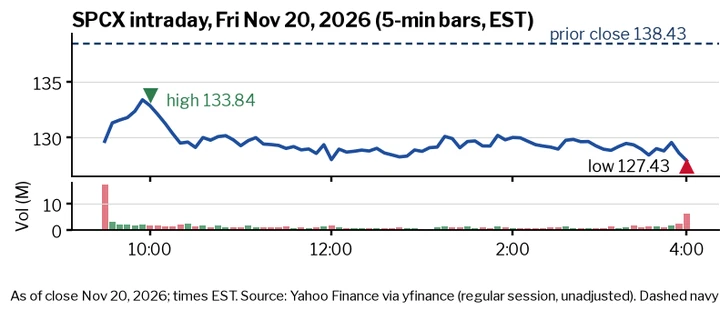 SPCX intraday, Fri Nov 20, 2026 (5-min bars, EST)
prior close 138.43
135
high 133.84
130
low 127.43
Vol (M)
10
0
10:00
12:00
2:00
4:00
As of close Nov 20, 2026; times EST. Source: Yahoo Finance via yfinance (regular session, unadjusted). Dashed navy